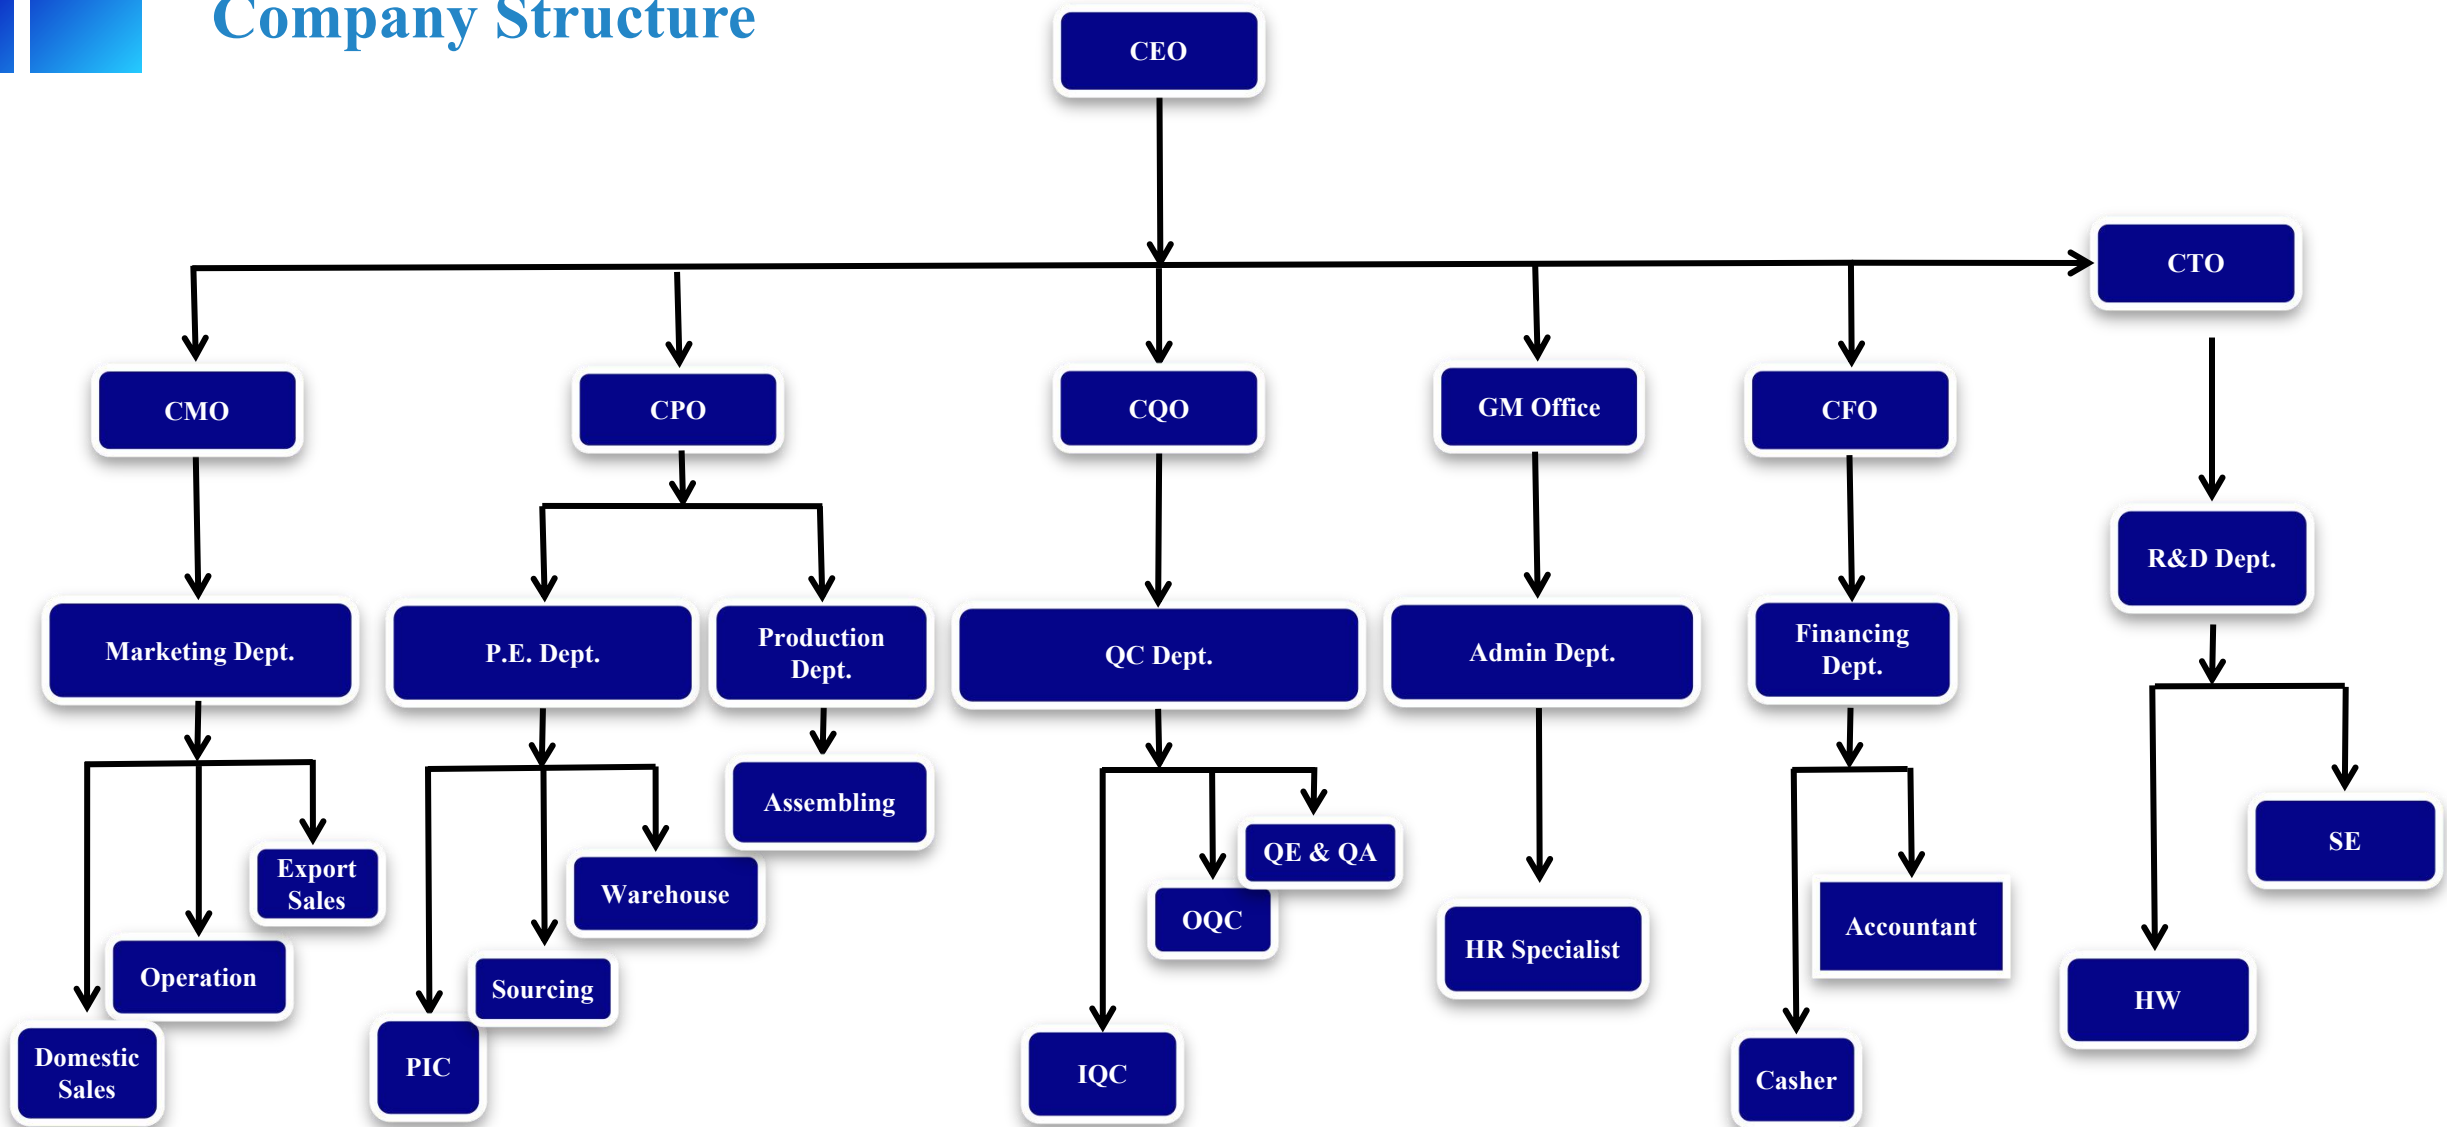 Company Structure
CEO
CTO
CMO
CPO
CQO
GM Office
CFO
R&D Dept.
Marketing Dept.
P.E. Dept.
Production
Dept.
QC Dept.
Admin Dept.
Financing
Dept.
Assembling
Export
Sales
Warehouse
QE & QA
SE
OQC
Accountant
Operation
Sourcing
HR Specialist
HW
Domestic
Sales
PIC
IQC
Casher